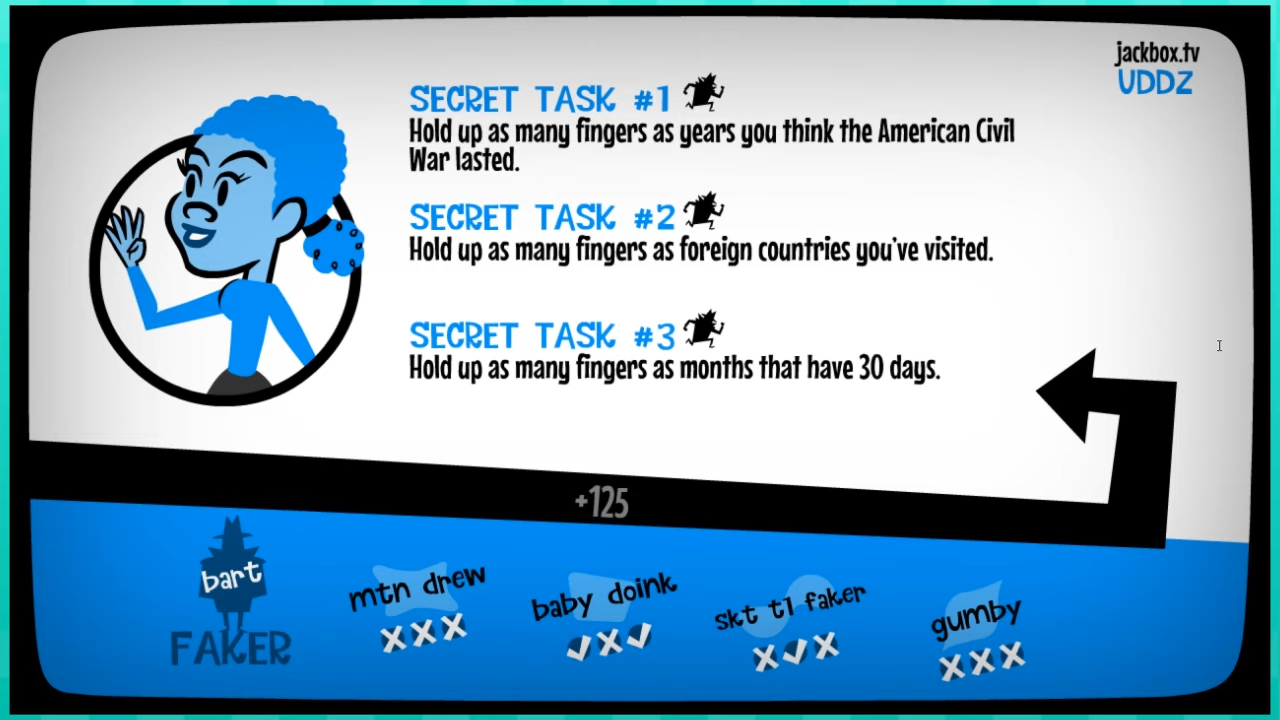 jackbox.tv
UDDZ
SECRET TASK #1
Hold up as many fingers as years you think the American Civil
War lasted.
SECRET TASK #2
Hold up as many fingers as foreign countries you've visited.
SECRET TASK #3
Hold up as many fingers as months that have 30 days.
+125
bart
FAKER
mtn drew
baby doink
skt t1 faker
gumby